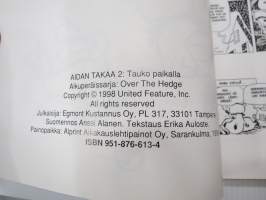 AIDAN TAKAA 2: Tauko paikalla
Alkuperäissarja: Over The Hedge
Copyright © 1998 United Feature, Inc.
All rights reserved
Julkaisija: Egmont Kustannus Oy, PL 317, 33101 Tampere
Suomennos Anssi Alanen. Tekstaus Erika Auloste.
Painopaikka: Alprint Aikakauslehtipainot Oy, Sarankulma,
ISBN 951-876-613-4